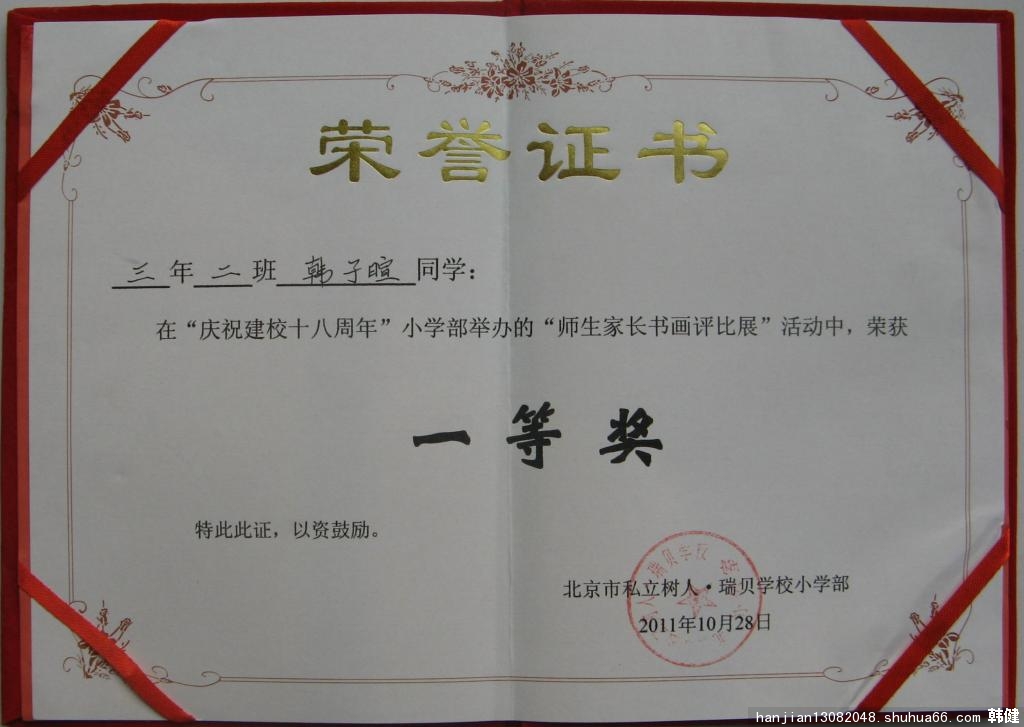 荣誉证书
三年二班 韩子暄 同学：
在“庆祝建校十八周年”小学部举办的“师生家长书画评比展”活动中，荣获
一等奖
特此此证，以资鼓励。
北京市私立树人·瑞贝学校小学部
2011年10月28日
hanjian13082048.shuhua66.com 韩健